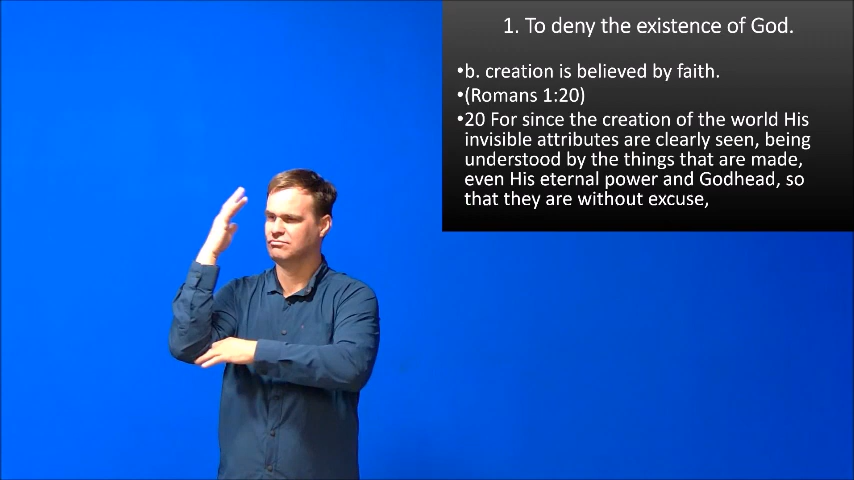 1. To deny the existence of God.
•b. creation is believed by faith.
•(Romans 1:20)
•20 For since the creation of the world His
invisible attributes are clearly seen, being
understood by the things that are made,
even His eternal power and Godhead, so
that they are without excuse,